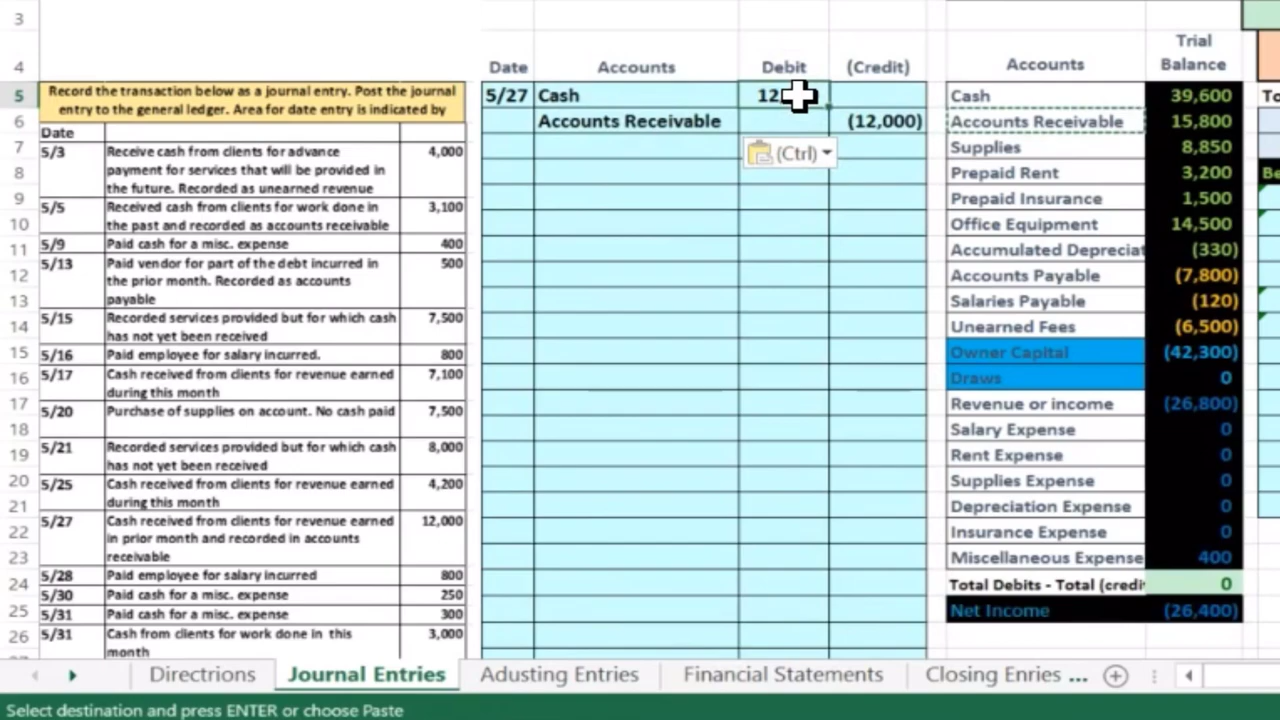 3
4
Date Accounts Debit (Credit)
Accounts Trial Balance
5
Record the transaction below as a journal entry. Post the journal
entry to the general ledger. Area for date entry is indicated by
5/27 Cash
Cash 39,600
6
Accounts Receivable (12,000)
Accounts Receivable 15,800
(Ctrl)
Date
7
5/3 Receive cash from clients for advance 4,000
payment for services that will be provided in
8
the future. Recorded as unearned revenue
9
5/5 Received cash from clients for work done in 3,100
10
the past and recorded as accounts receivable
11
5/9 Paid cash for a misc. expense 400
5/13 Paid vendor for part of the debt incurred in 500
12
the prior month. Recorded as accounts
13
payable
14
5/15 Recorded services provided but for which cash 7,500
has not yet been received
15
5/16 Paid employee for salary incurred. 800
16
5/17 Cash received from clients for revenue earned 7,100
during this month
17
5/20 Purchase of supplies on account. No cash paid 7,500
18
19
5/21 Recorded services provided but for which cash 8,000
has not yet been received
20
5/25 Cash received from clients for revenue earned 4,200
21
during this month
22
5/27 Cash received from clients for revenue earned 12,000
in prior month and recorded in accounts
23
receivable
24
5/28 Paid employee for salary incurred 800
5/30 Paid cash for a misc. expense 250
25
5/31 Paid cash for a misc. expense 300
26
5/31 Cash from clients for work done in this 3,000
month
Supplies 8,850
Prepaid Rent 3,200
Prepaid Insurance 1,500
Office Equipment 14,500
Accumulated Depreciat (330)
Accounts Payable (7,800)
Salaries Payable (120)
Unearned Fees (6,500)
Owner Capital (42,300)
Draws 0
Revenue or income (26,800)
Salary Expense 0
Rent Expense 0
Supplies Expense 0
Depreciation Expense 0
Insurance Expense 0
Miscellaneous Expense 400
Total Debits - Total (credi 0
Net Income (26,400)
Directions Journal Entries Adusting Entries Financial Statements Closing Enries ...
Select destination and press ENTER or choose Paste